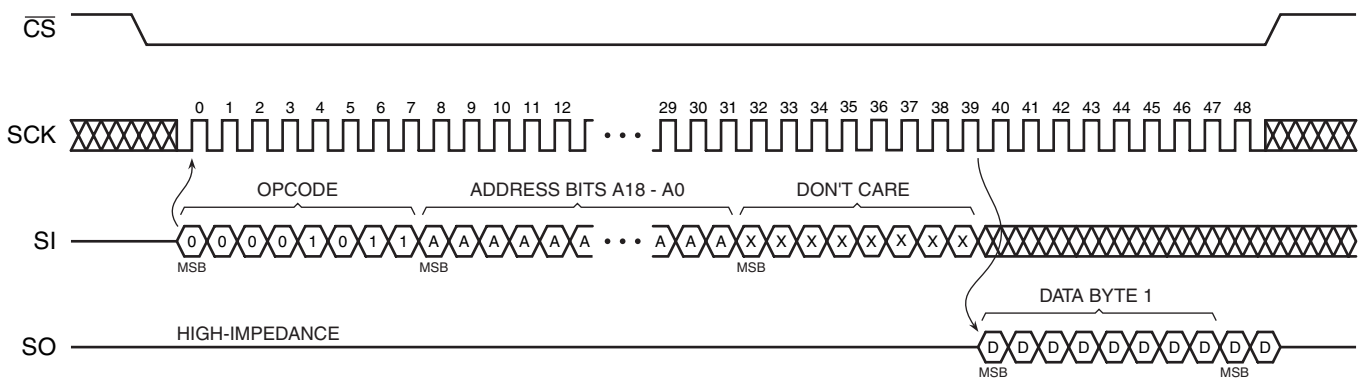 CS
0 1 2 3 4 5 6 7 8 9 10 11 12 29 30 31 32 33 34 35 36 37 38 39 40 41 42 43 44 45 46 47 48
SCK • • •
OPCODE ADDRESS BITS A18 - A0 DON'T CARE
SI 0 0 0 0 1 0 1 1 A A A A A A • • • A A A X X X X X X X X
MSB MSB MSB
DATA BYTE 1
HIGH-IMPEDANCE
SO D D D D D D D D D D
MSB MSB